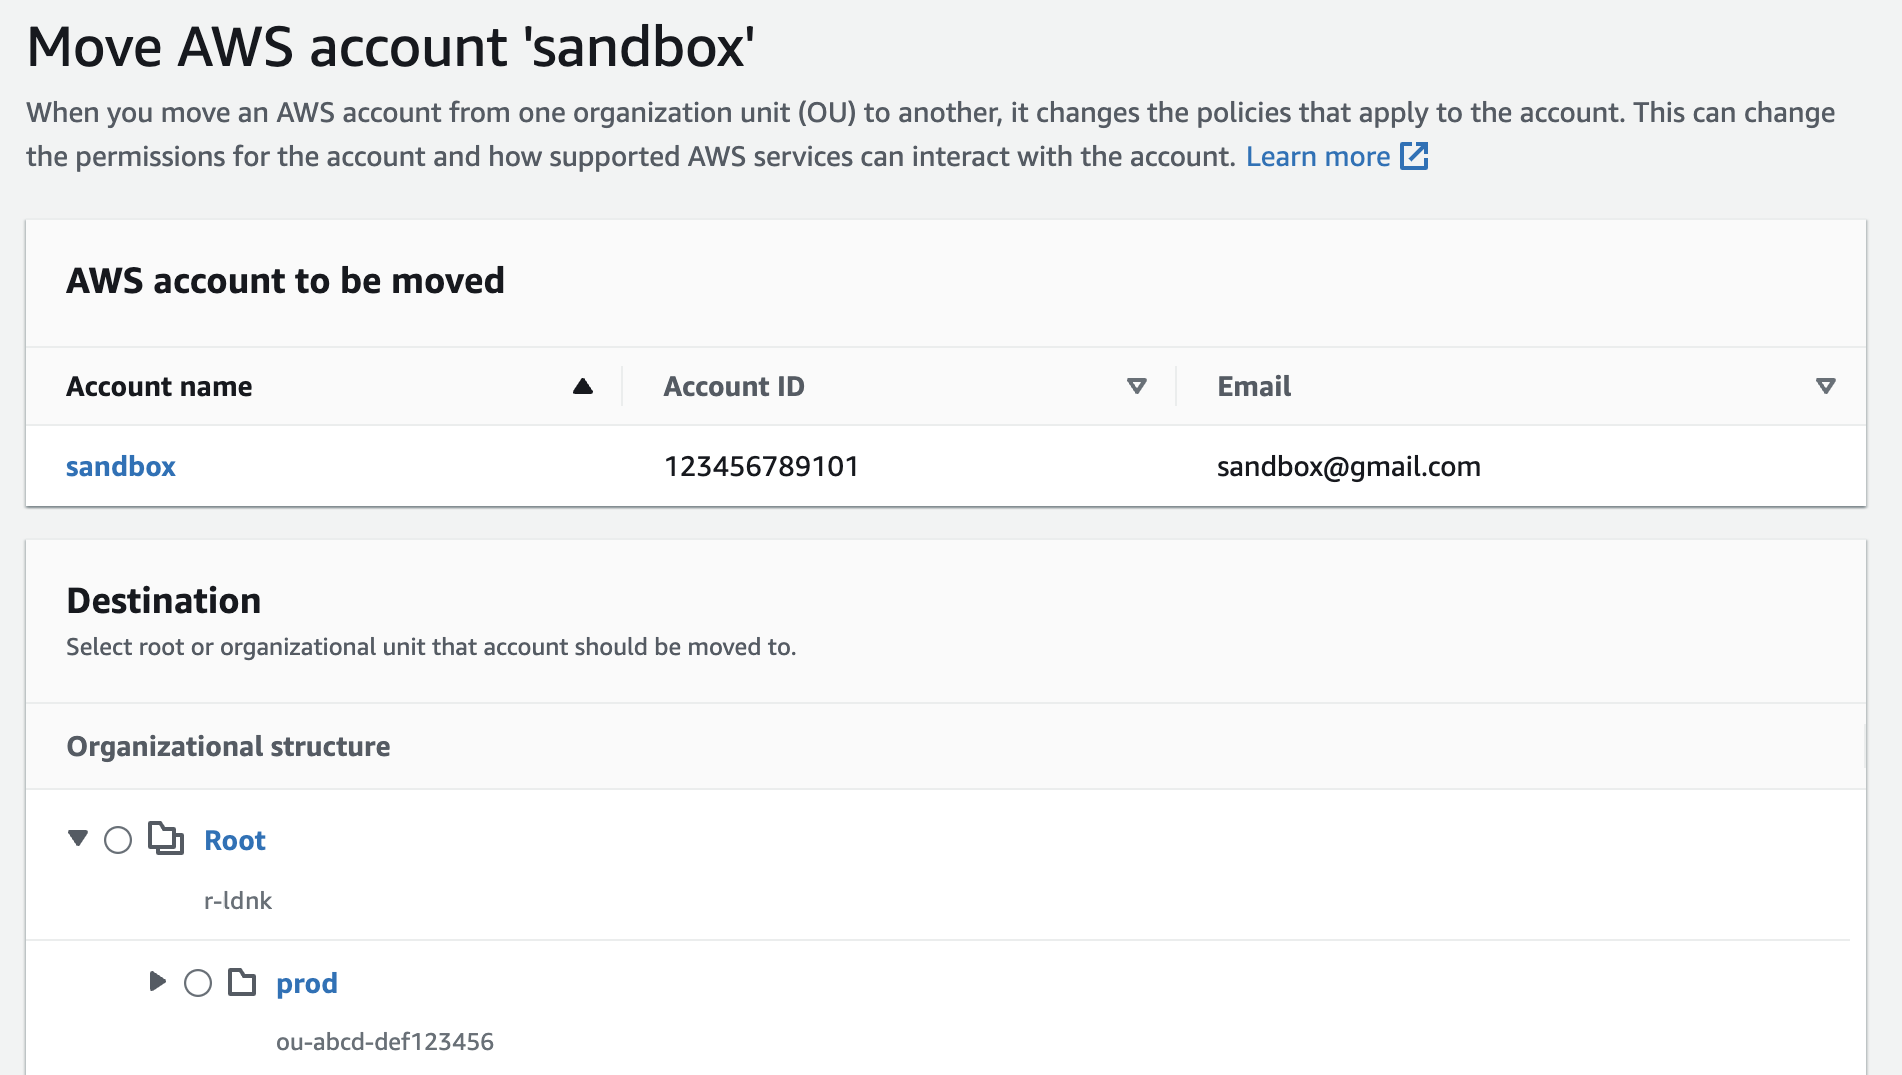 Move AWS account 'sandbox'
When you move an AWS account from one organization unit (OU) to another, it changes the policies that apply to the account. This can change
the permissions for the account and how supported AWS services can interact with the account. Learn more
AWS account to be moved
Account name Account ID Email
sandbox 123456789101 sandbox@gmail.com
Destination
Select root or organizational unit that account should be moved to.
Organizational structure
Root
r-ldnk
prod
ou-abcd-def123456